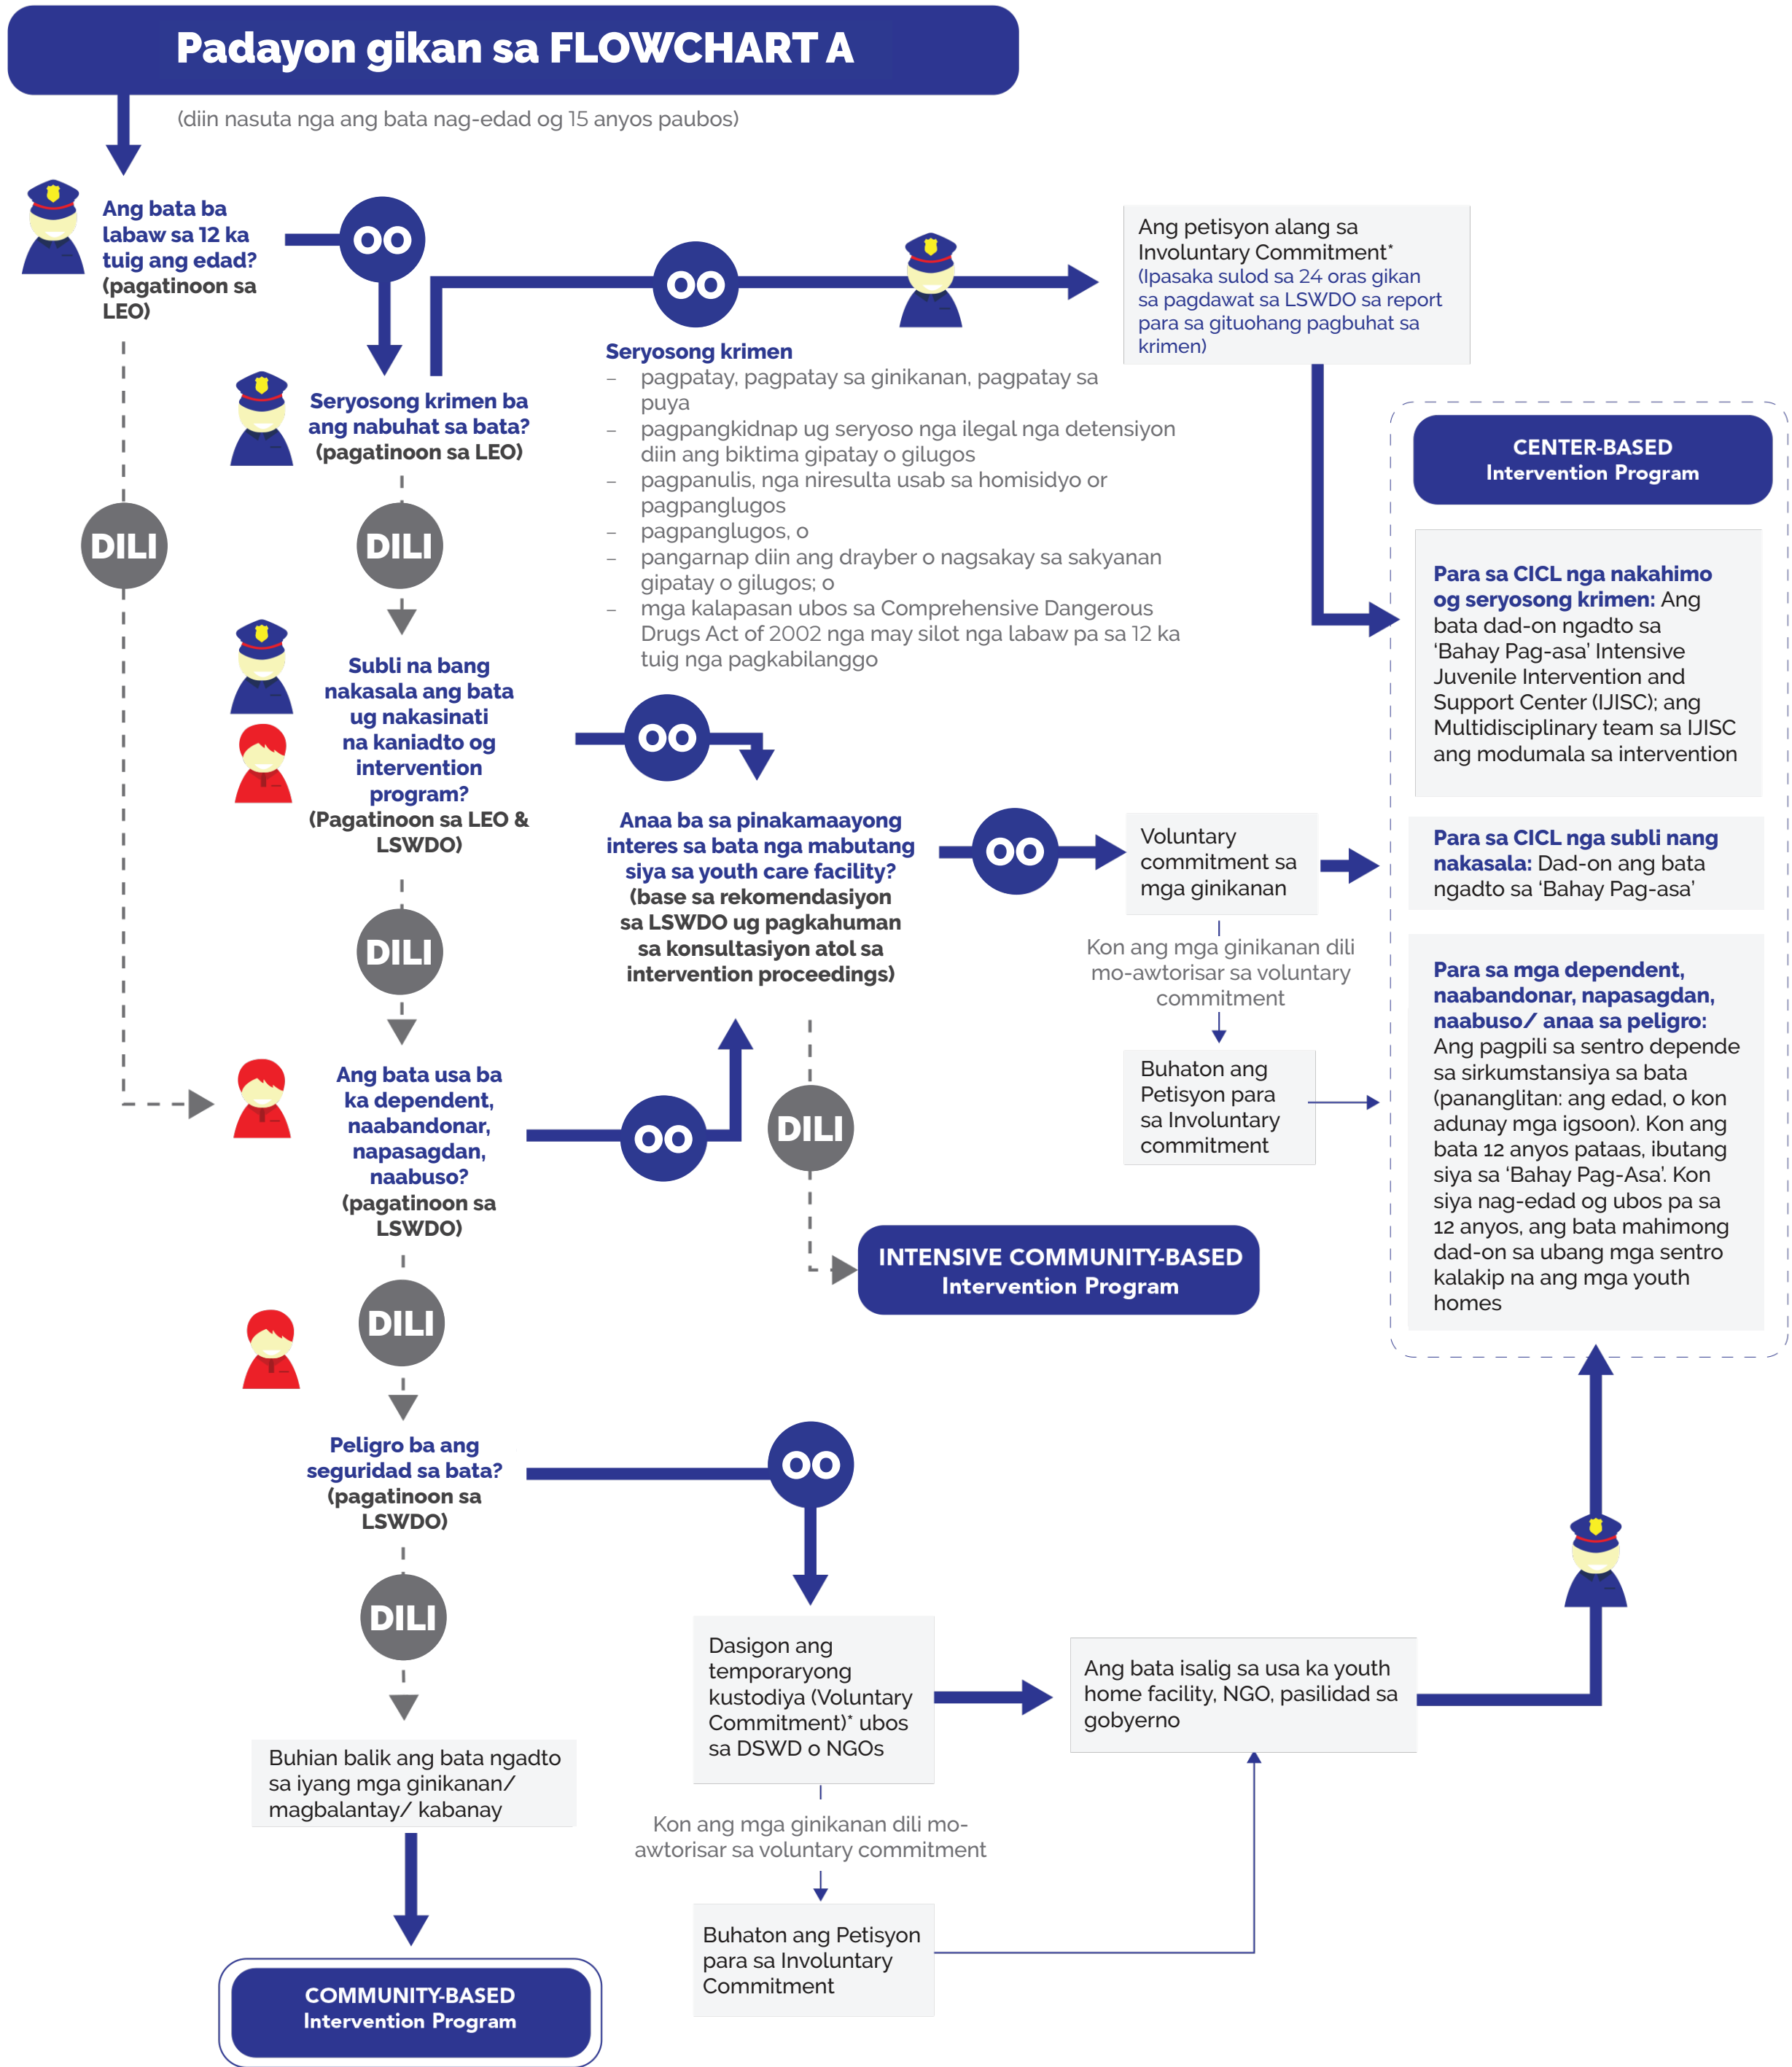 Padayon gikan sa FLOWCHART A
(diin nasuta nga ang bata nag-edad og 15 anyos paubos)
Ang bata ba
labaw sa 12 ka
tuig ang edad?
(pagatinoon sa
LEO)
OO
OO
Ang petisyon alang sa
Involuntary Commitment*
(Ipasaka sulod sa 24 oras gikan
sa pagdawat sa LSWDO sa report
para sa gituohang pagbuhat sa
krimen)
Seryosong krimen ba
ang nabuhat sa bata?
(pagatinoon sa LEO)
Seryosong krimen
– pagpatay, pagpatay sa ginikanan, pagpatay sa
puya
– pagpangkidnap ug seryoso nga ilegal nga detensiyon
diin ang biktima gipatay o gilugos
– pagpanulis, nga niresulta usab sa homisidyo or
pagpanglugos
– pagpanglugos, o
– pangarnap diin ang drayber o nagsakay sa sakyanan
gipatay o gilugos; o
– mga kalapasan ubos sa Comprehensive Dangerous
Drugs Act of 2002 nga may silot nga labaw pa sa 12 ka
tuig nga pagkabilanggo
DILI
DILI
Subli na bang
nakasala ang bata
ug nakasinati
na kaniadto og
intervention
program?
(Pagatinoon sa LEO &
LSWDO)
OO
Anaa ba sa pinakamaayong
interes sa bata nga mabutang
siya sa youth care facility?
(base sa rekomendasiyon
sa LSWDO ug pagkahuman
sa konsultasiyon atol sa
intervention proceedings)
OO
Voluntary
commitment sa
mga ginikanan
Kon ang mga ginikanan dili
mo-awtorisar sa voluntary
commitment
Buhaton ang
Petisyon para
sa Involuntary
commitment
CENTER-BASED
Intervention Program
Para sa CICL nga nakahimo
og seryosong krimen: Ang
bata dad-on ngadto sa
‘Bahay Pag-asa’ Intensive
Juvenile Intervention and
Support Center (IJISC); ang
Multidisciplinary team sa IJISC
ang modumala sa intervention
Para sa CICL nga subli nang
nakasala: Dad-on ang bata
ngadto sa ‘Bahay Pag-asa’
Para sa mga dependent,
naabandonar, napasagdan,
naabuso/ anaa sa peligro:
Ang pagpili sa sentro depende
sa sirkumstansiya sa bata
(pananglitan: ang edad, o kon
adunay mga igsoon). Kon ang
bata 12 anyos pataas, ibutang
siya sa ‘Bahay Pag-Asa’. Kon
siya nag-edad og ubos pa sa
12 anyos, ang bata mahimong
dad-on sa ubang mga sentro
kalakip na ang mga youth
homes
DILI
Ang bata usa ba
ka dependent,
naabandonar,
napasagdan,
naabuso?
(pagatinoon sa
LSWDO)
OO
DILI
INTENSIVE COMMUNITY-BASED
Intervention Program
DILI
Peligro ba ang
seguridad sa bata?
(pagatinoon sa
LSWDO)
OO
DILI
Dasigon ang
temporaryong
kustodiya (Voluntary
Commitment)* ubos
sa DSWD o NGOs
Ang bata isalig sa usa ka youth
home facility, NGO, pasilidad sa
gobyerno
Kon ang mga ginikanan dili mo-
awtorisar sa voluntary commitment
Buhaton ang Petisyon
para sa Involuntary
Commitment
Buhian balik ang bata ngadto
sa iyang mga ginikanan/
magbalantay/ kabanay
COMMUNITY-BASED
Intervention Program